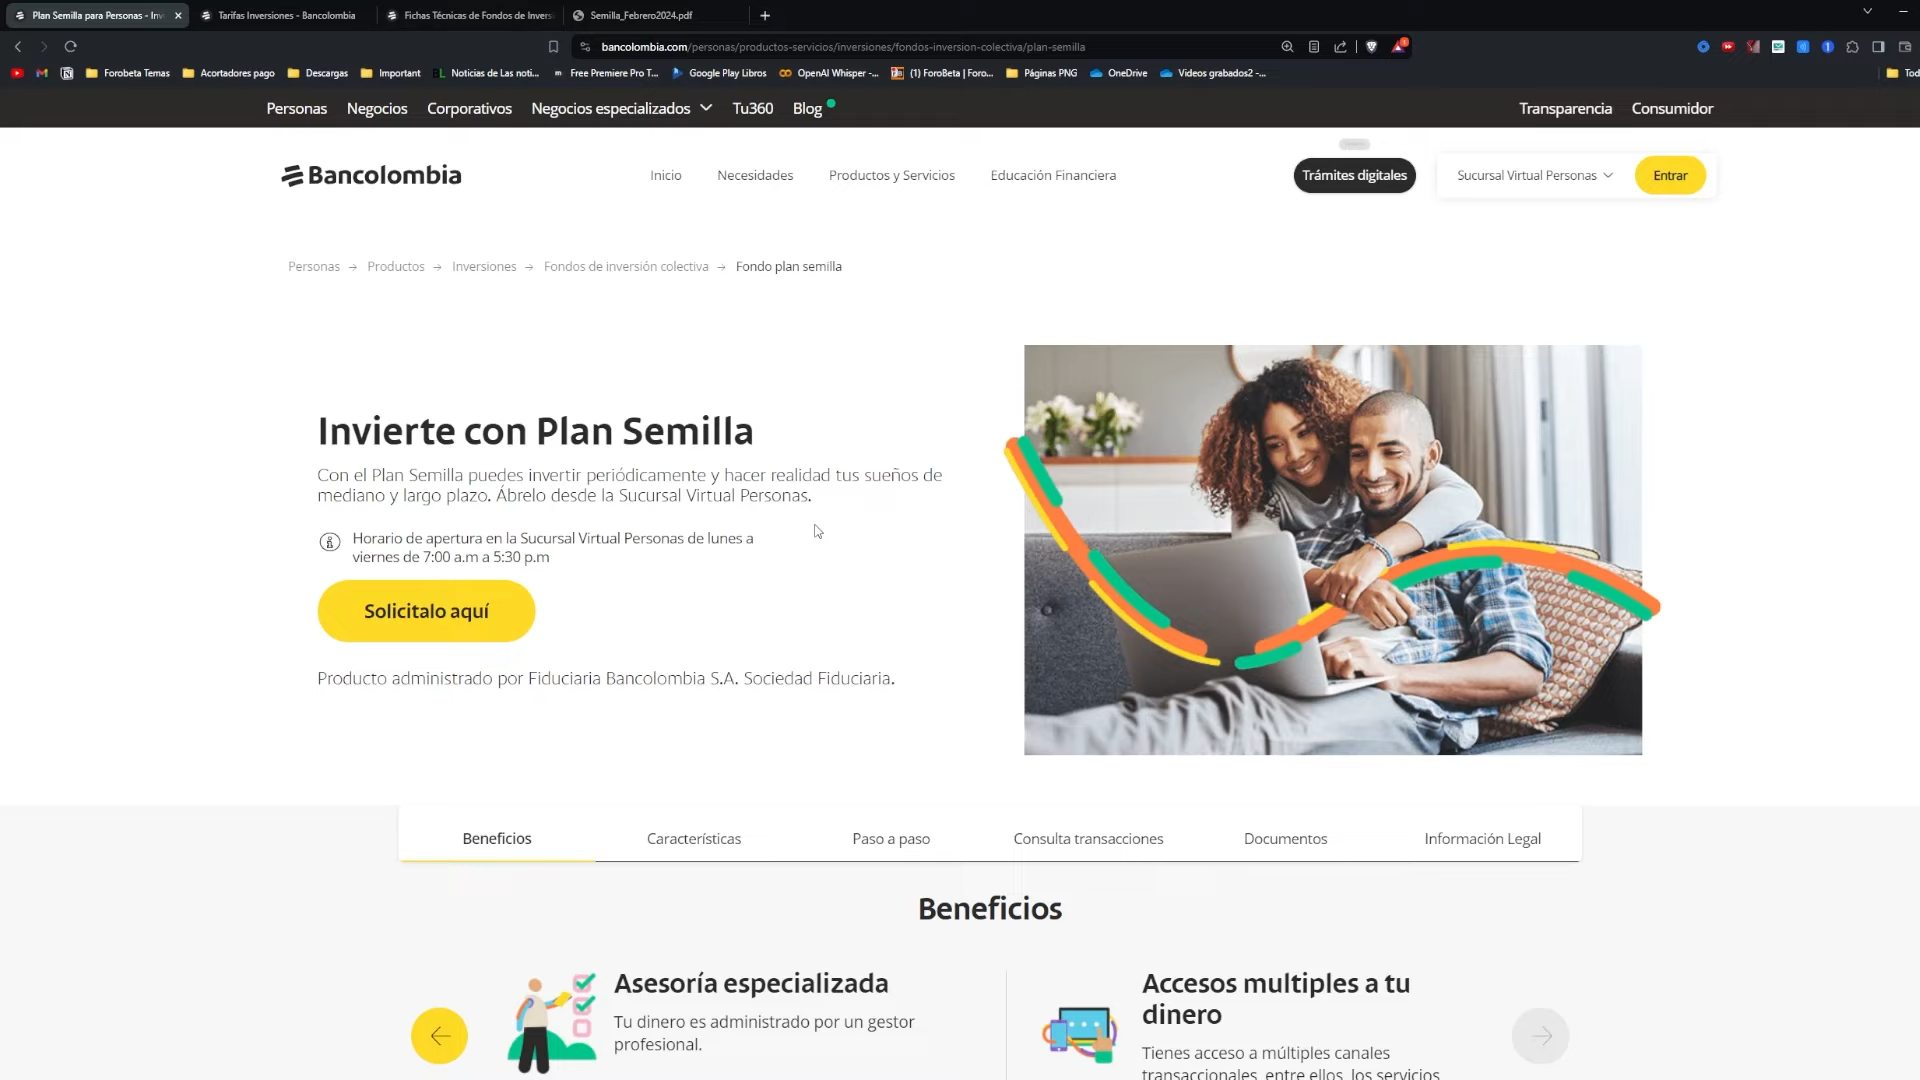 Plan Semilla para Personas - Inv
Tarifas Inversiones - Bancolombia
Fichas Técnicas de Fondos de Invers
Semilla_Febrero2024.pdf
bancolombia.com/personas/productos-servicios/inversiones/fondos-inversion-colectiva/plan-semilla
Forobeta Temas
Acortadores pago
Descargas
Important
Noticias de Las noti...
Free Premiere Pro T...
Google Play Libros
OpenAI Whisper -...
(1) ForoBeta | Foro...
Páginas PNG
OneDrive
Videos grabados2 -...
Tod
Personas
Negocios
Corporativos
Negocios especializados
Tu360
Blog
Transparencia
Consumidor
Bancolombia
Inicio
Necesidades
Productos y Servicios
Educación Financiera
Trámites digitales
Sucursal Virtual Personas
Entrar
Personas → Productos → Inversiones → Fondos de inversión colectiva → Fondo plan semilla
Invierte con Plan Semilla
Con el Plan Semilla puedes invertir periódicamente y hacer realidad tus sueños de
mediano y largo plazo. Ábrelo desde la Sucursal Virtual Personas.
Horario de apertura en la Sucursal Virtual Personas de lunes a
viernes de 7:00 a.m a 5:30 p.m
Solicitalo aquí
Producto administrado por Fiduciaria Bancolombia S.A. Sociedad Fiduciaria.
Beneficios
Características
Paso a paso
Consulta transacciones
Documentos
Información Legal
Beneficios
Asesoría especializada
Tu dinero es administrado por un gestor
profesional.
Accesos multiples a tu
dinero
Tienes acceso a múltiples canales
transaccionales, entre ellos, los servicios